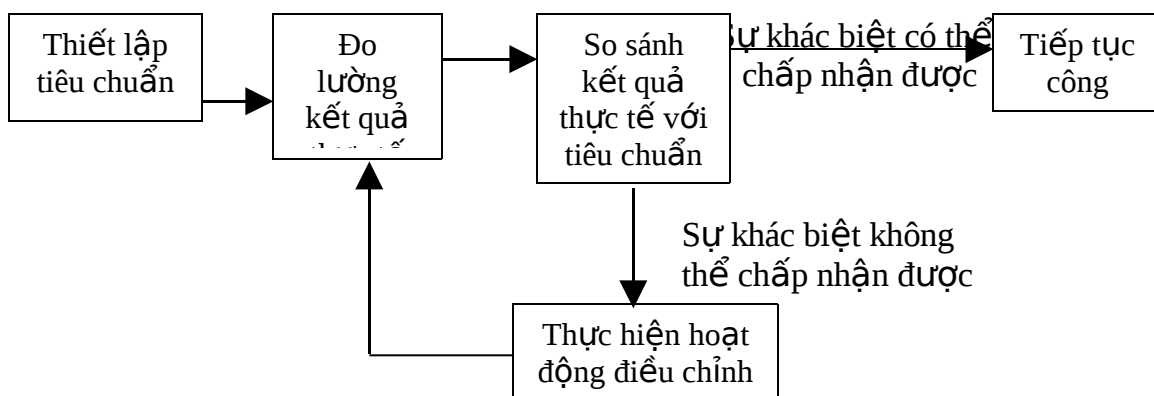 Thiết lập
tiêu chuẩn
Đo
lường
kết quả
So sánh
kết quả
thực tế với
tiêu chuẩn
Sự khác biệt có thể
chấp nhận được
Tiếp tục
công
Sự khác biệt không
thể chấp nhận được
Thực hiện hoạt
động điều chỉnh